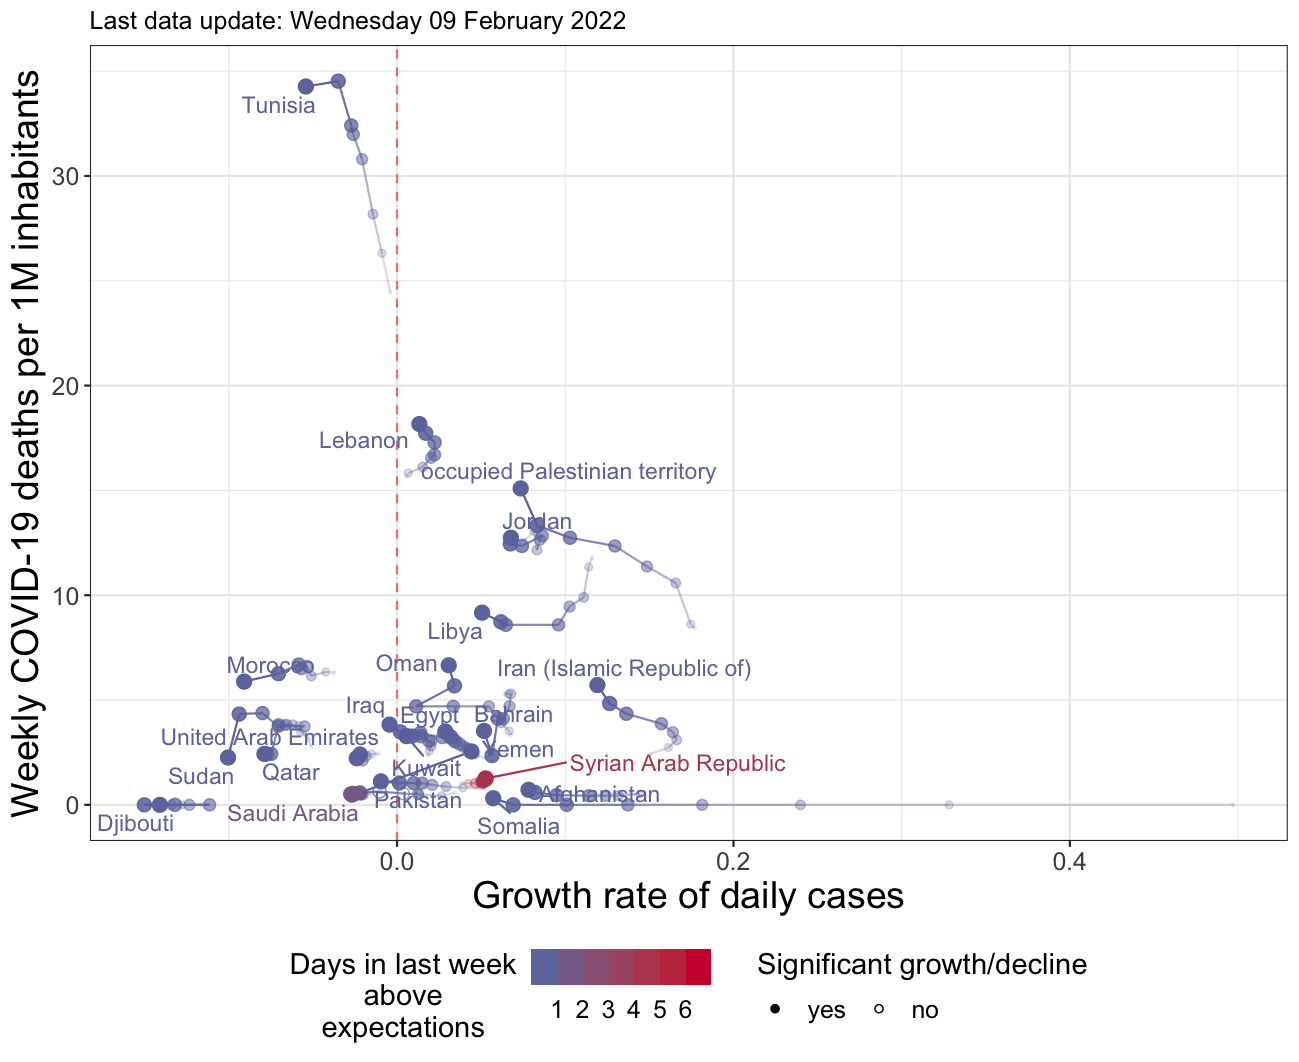 Last data update: Wednesday 09 February 2022
Weekly COVID-19 deaths per 1M inhabitants
30
20
10
0
Tunisia
Lebanon
occupied Palestinian territory
Jordan
Libya
Morocco
Oman
Iran (Islamic Republic of)
Iraq
Egypt
Bahrain
United Arab Emirates
Yemen
Sudan
Qatar
Kuwait
Syrian Arab Republic
Pakistan
Afghanistan
Saudi Arabia
Djibouti
Somalia
0.0
0.2
0.4
Growth rate of daily cases
Days in last week
above
expectations
1 2 3 4 5 6
Significant growth/decline
yes
no